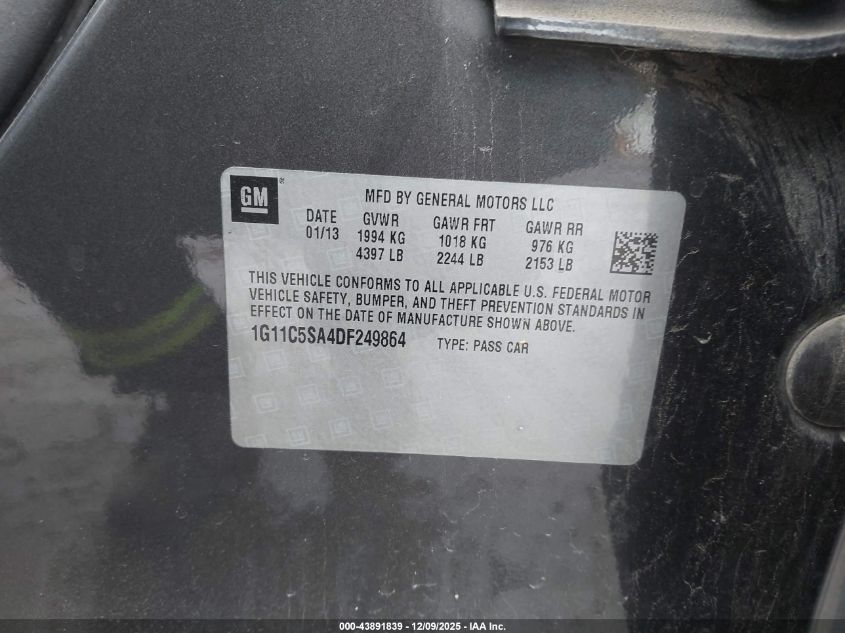 GM®
MFD BY GENERAL MOTORS LLC
DATE GVWR GAWR FRT GAWR RR
01/13 1994 KG 1018 KG 976 KG
4397 LB 2244 LB 2153 LB
THIS VEHICLE CONFORMS TO ALL APPLICABLE U.S. FEDERAL MOTOR
VEHICLE SAFETY, BUMPER, AND THEFT PREVENTION STANDARDS IN
EFFECT ON THE DATE OF MANUFACTURE SHOWN ABOVE.
1G11C5SA4DF249864 TYPE: PASS CAR
000-43891839 / 12/09/2025 - IAA Inc.